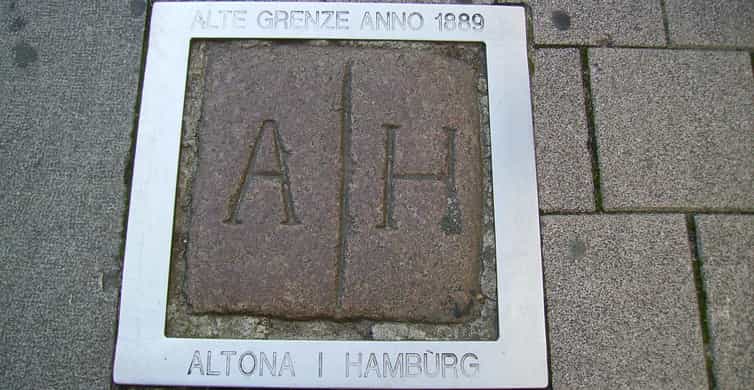 ALTE GRENZE ANNO 1889
A | H
ALTONA | HAMBURG